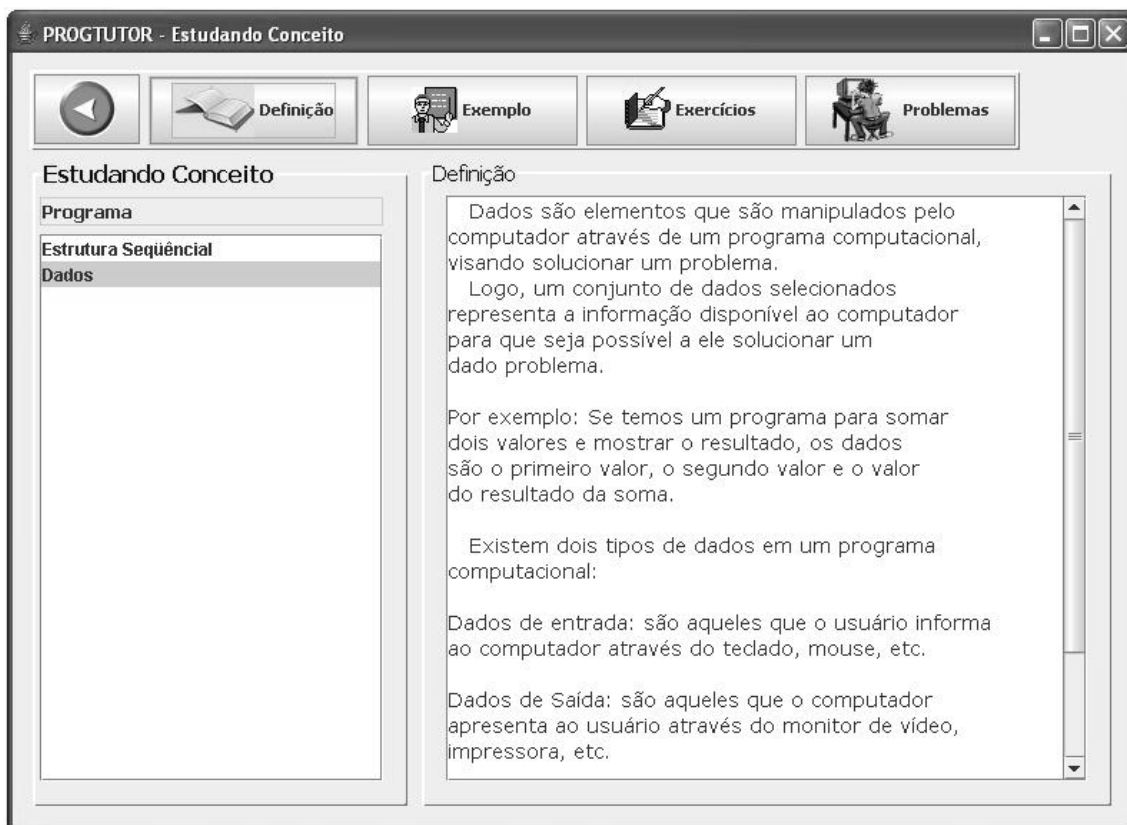 PROGTUTOR - Estudando Conceito
Definição
Exemplo
Exercícios
Problemas
Estudando Conceito
Programa
Estrutura Seqüêncial
Dados
Definição
Dados são elementos que são manipulados pelo
computador através de um programa computacional,
visando solucionar um problema.
Logo, um conjunto de dados selecionados
representa a informação disponível ao computador
para que seja possível a ele solucionar um
dado problema.
Por exemplo: Se temos um programa para somar
dois valores e mostrar o resultado, os dados
são o primeiro valor, o segundo valor e o valor
do resultado da soma.
Existem dois tipos de dados em um programa
computacional:
Dados de entrada: são aqueles que o usuário informa
ao computador através do teclado, mouse, etc.
Dados de Saída: são aqueles que o computador
apresenta ao usuário através do monitor de vídeo,
impressora, etc.